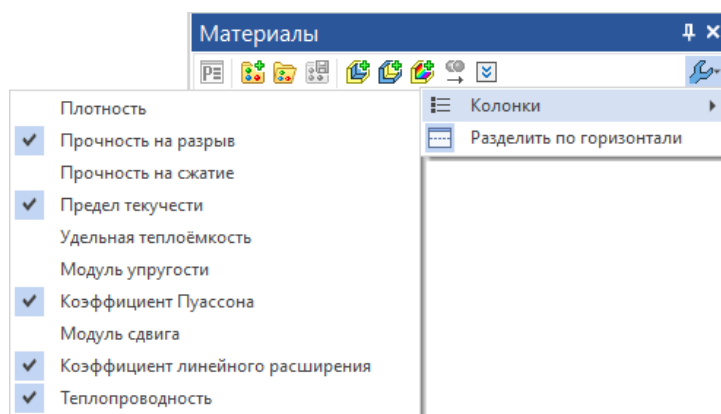 Материалы
Колонки
Разделить по горизонтали
Плотность
Прочность на разрыв
Прочность на сжатие
Предел текучести
Удельная теплоёмкость
Модуль упругости
Коэффициент Пуассона
Модуль сдвига
Коэффициент линейного расширения
Теплопроводность